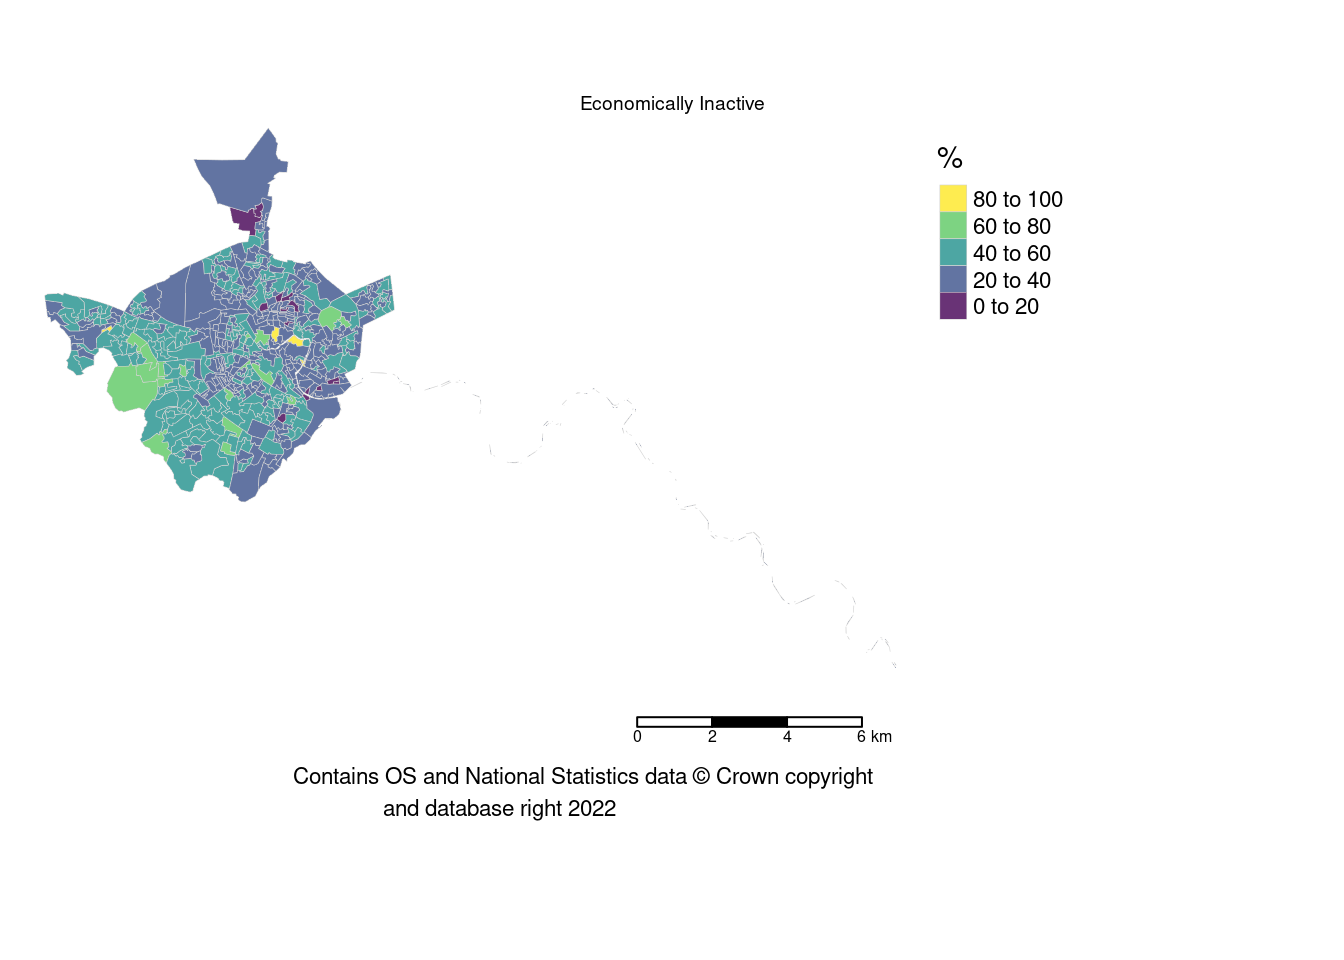 Economically Inactive
%
80 to 100
60 to 80
40 to 60
20 to 40
0 to 20
0 2 4 6 km
Contains OS and National Statistics data © Crown copyright
and database right 2022